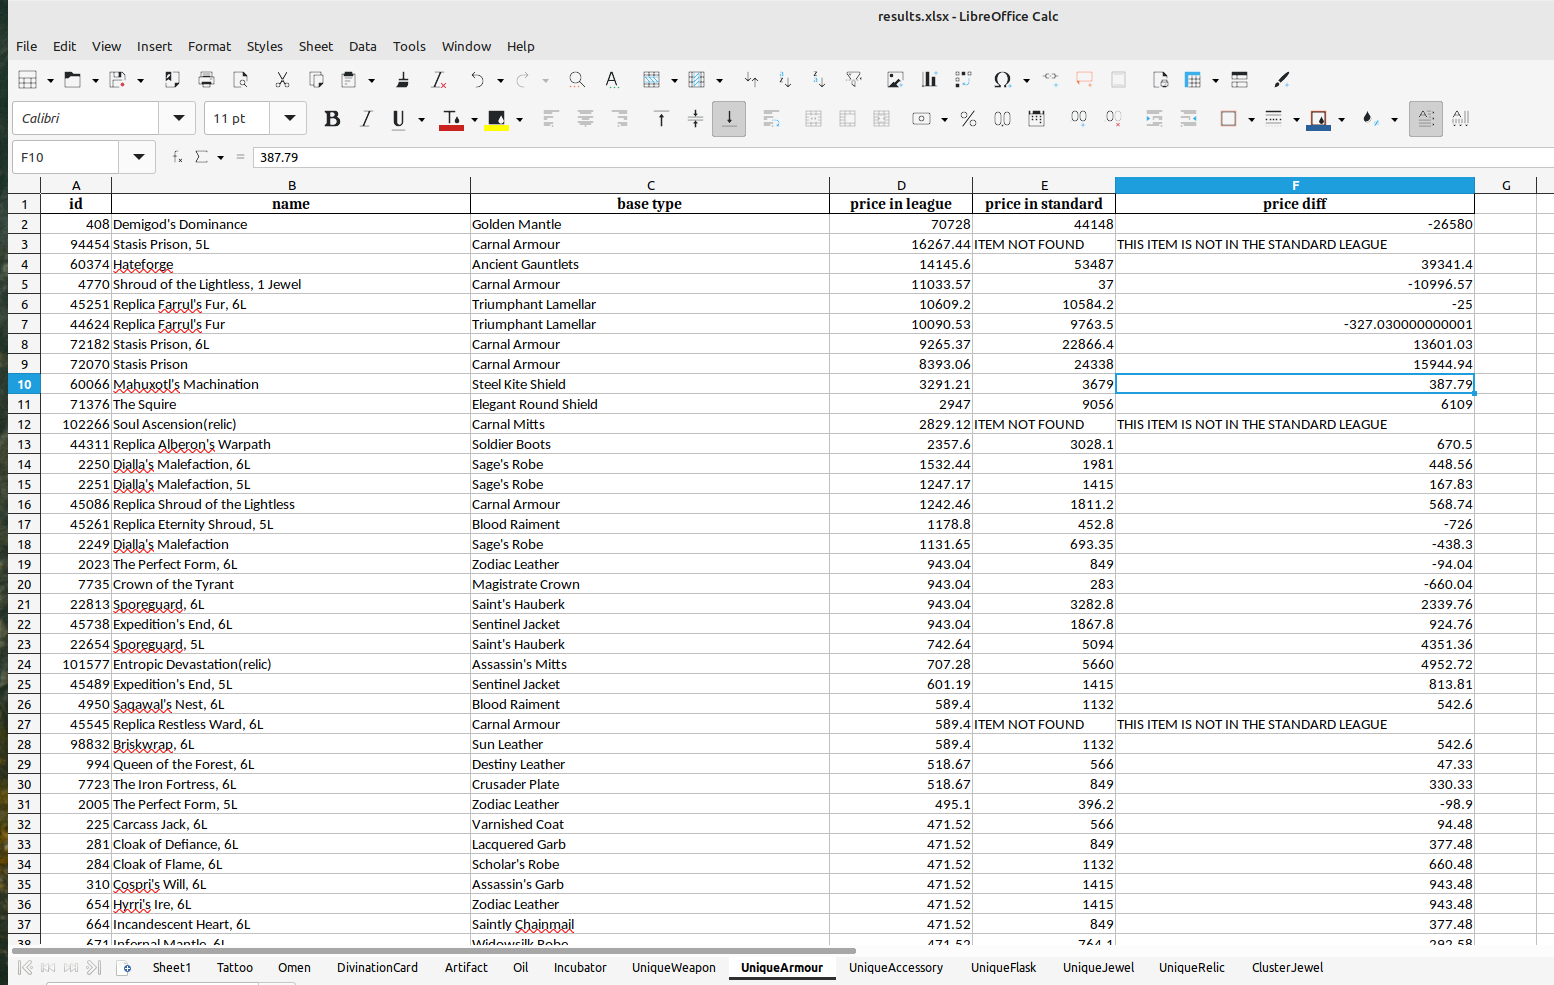 results.xlsx - LibreOffice Calc
File Edit View Insert Format Styles Sheet Data Tools Window Help
Calibri 11 pt
F10 387.79
A B C D E F G
1 id name base type price in league price in standard price diff
2 408 Demigod's Dominance Golden Mantle 70728 44148 -26580
3 94454 Stasis Prison, 5L Carnal Armour 16267.44 ITEM NOT FOUND THIS ITEM IS NOT IN THE STANDARD LEAGUE
4 60374 Hateforge Ancient Gauntlets 14145.6 53487 39341.4
5 4770 Shroud of the Lightless, 1 Jewel Carnal Armour 11033.57 37 -10996.57
6 45251 Replica Farrul's Fur, 6L Triumphant Lamellar 10609.2 10584.2 -25
7 44624 Replica Farrul's Fur Triumphant Lamellar 10090.53 9763.5 -327.030000000001
8 72182 Stasis Prison, 6L Carnal Armour 9265.37 22866.4 13601.03
9 72070 Stasis Prison Carnal Armour 8393.06 24338 15944.94
10 60066 Mahuxotl's Machination Steel Kite Shield 3291.21 3679 387.79
11 71376 The Squire Elegant Round Shield 2947 9056 6109
12 102266 Soul Ascension(relic) Carnal Mitts 2829.12 ITEM NOT FOUND THIS ITEM IS NOT IN THE STANDARD LEAGUE
13 44311 Replica Alberon's Warpath Soldier Boots 2357.6 3028.1 670.5
14 2250 Dialla's Malefaction, 6L Sage's Robe 1532.44 1981 448.56
15 2251 Dialla's Malefaction, 5L Sage's Robe 1247.17 1415 167.83
16 45086 Replica Shroud of the Lightless Carnal Armour 1242.46 1811.2 568.74
17 45261 Replica Eternity Shroud, 5L Blood Raiment 1178.8 452.8 -726
18 2249 Dialla's Malefaction Sage's Robe 1131.65 693.35 -438.3
19 2023 The Perfect Form, 6L Zodiac Leather 943.04 849 -94.04
20 7735 Crown of the Tyrant Magistrate Crown 943.04 283 -660.04
21 22813 Sporeguard, 6L Saint's Hauberk 943.04 3282.8 2339.76
22 45738 Expedition's End, 6L Sentinel Jacket 943.04 1867.8 924.76
23 22654 Sporeguard, 5L Saint's Hauberk 742.64 5094 4351.36
24 101577 Entropic Devastation(relic) Assassin's Mitts 707.28 5660 4952.72
25 45489 Expedition's End, 5L Sentinel Jacket 601.19 1415 813.81
26 4950 Saqawal's Nest, 6L Blood Raiment 589.4 1132 542.6
27 45545 Replica Restless Ward, 6L Carnal Armour 589.4 ITEM NOT FOUND THIS ITEM IS NOT IN THE STANDARD LEAGUE
28 98832 Briskwrap, 6L Sun Leather 589.4 1132 542.6
29 994 Queen of the Forest, 6L Destiny Leather 518.67 566 47.33
30 7723 The Iron Fortress, 6L Crusader Plate 518.67 849 330.33
31 2005 The Perfect Form, 5L Zodiac Leather 495.1 396.2 -98.9
32 225 Carcass Jack, 6L Varnished Coat 471.52 566 94.48
33 281 Cloak of Defiance, 6L Lacquered Garb 471.52 849 377.48
34 284 Cloak of Flame, 6L Scholar's Robe 471.52 1132 660.48
35 310 Cospri's Will, 6L Assassin's Garb 471.52 1415 943.48
36 654 Hyrri's Ire, 6L Zodiac Leather 471.52 1415 943.48
37 664 Incandescent Heart, 6L Saintly Chainmail 471.52 849 377.48
38 671 Infernal Mantle, 6L Widowsilk Robe 471.52 764.1 292.58
Sheet1 Tattoo Omen DivinationCard Artifact Oil Incubator UniqueWeapon UniqueArmour UniqueAccessory UniqueFlask UniqueJewel UniqueRelic ClusterJewel